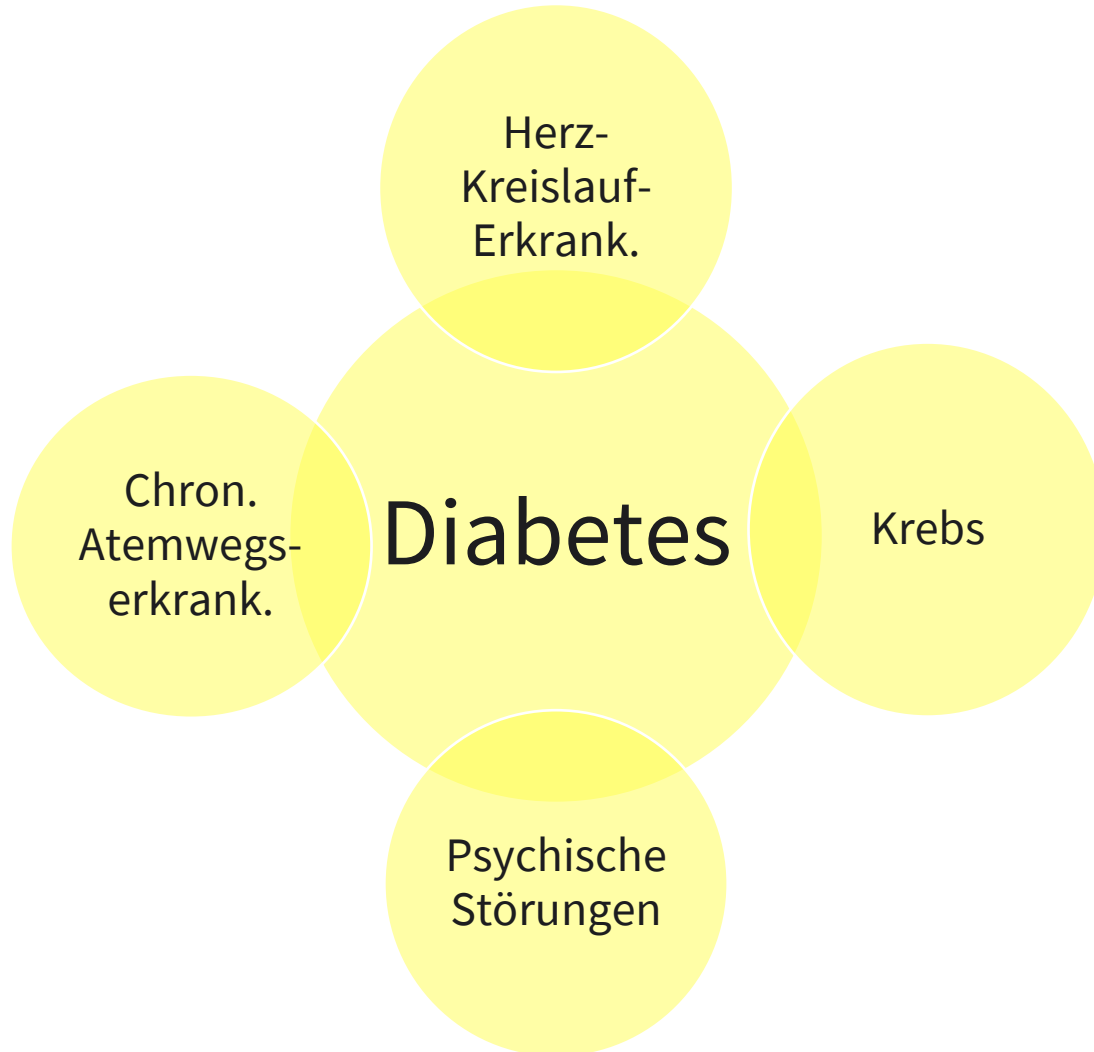 Herz-
Kreislauf-
Erkrank.
Chron.
Atemwegs-
erkrank.
Diabetes
Krebs
Psychische
Störungen